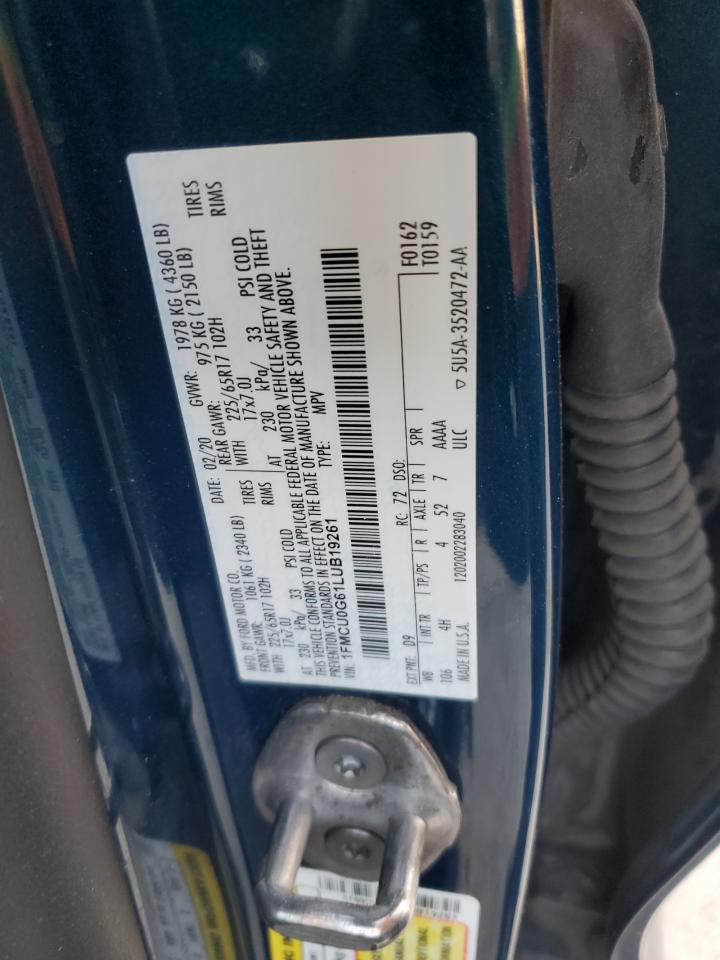 MFD. BY FORD MOTOR CO.
DATE: 02/20
GVWR: 1978 KG ( 4360 LB)
FRONT GAWR: 1061 KG ( 2340 LB)
REAR GAWR: 975 KG ( 2150 LB)
WITH 225/65R17 102H TIRES
WITH 225/65R17 102H TIRES
17x7.0J RIMS
17x7.0J RIMS
AT 230 kPa/ 33 PSI COLD
AT 230 kPa/ 33 PSI COLD
THIS VEHICLE CONFORMS TO ALL APPLICABLE FEDERAL MOTOR VEHICLE SAFETY AND THEFT
PREVENTION STANDARDS IN EFFECT ON THE DATE OF MANUFACTURE SHOWN ABOVE.
VIN: 1FMCU0G61LUB19261
TYPE: MPV
EXT PNT: D9 RC: 72 DSO: F0162
WB INT TR TP/PS R AXLE TR SPR T0159
106 4H 4 52 7 AAAA
MADE IN U.S.A. 1202002283040 ULC ▽ 5U5A-3520472-AA
INFORMATION